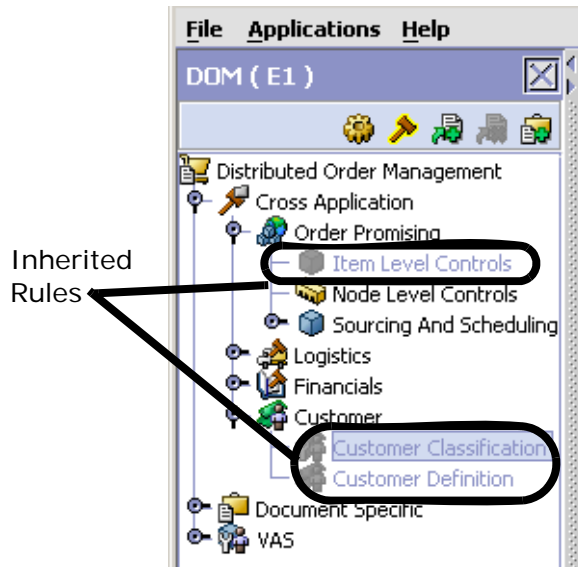 File Applications Help
DOM ( E1 )
Distributed Order Management
Cross Application
Order Promising
Item Level Controls
Node Level Controls
Sourcing And Scheduling
Logistics
Financials
Customer
Customer Classification
Customer Definition
Document Specific
VAS
Inherited
Rules